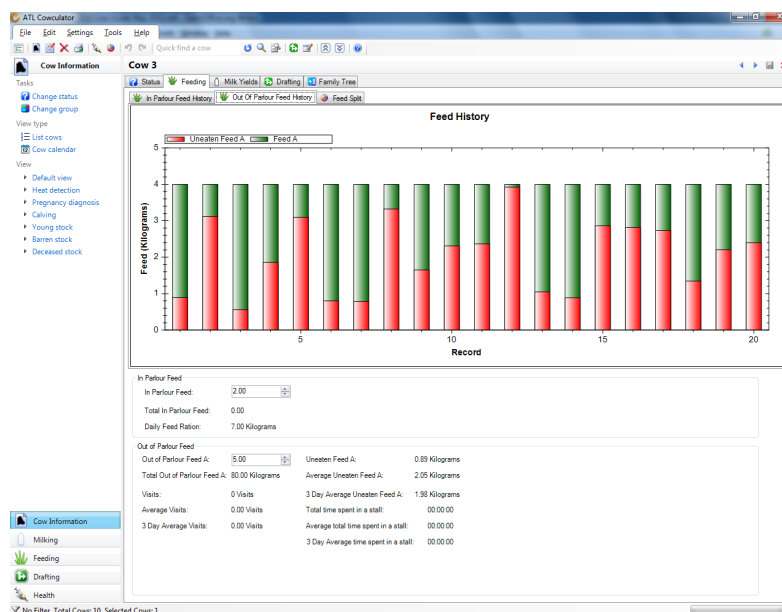 ATL Cowculator
File Edit Settings Tools Help
Quick find a cow
Cow Information
Cow 3
Tasks
Change status
Change group
View type
List cows
12 Cow calendar
View
Default view
Heat detection
Pregnancy diagnosis
Calving
Young stock
Barren stock
Deceased stock
Status Feeding Milk Yields Drafting Family Tree
In Parlour Feed History Out Of Parlour Feed History Feed Split
Feed History
Uneaten Feed A Feed A
Feed (Kilograms)
5
4
3
2
1
0
5 10 15 20
Record
In Parlour Feed
In Parlour Feed: 2.00
Total In Parlour Feed: 0.00
Daily Feed Ration: 7.00 Kilograms
Out of Parlour Feed
Out of Parlour Feed A: 5.00 Uneaten Feed A: 0.89 Kilograms
Total Out of Parlour Feed A: 80.00 Kilograms Average Uneaten Feed A: 2.05 Kilograms
Visits: 0 Visits 3 Day Average Uneaten Feed A: 1.98 Kilograms
Average Visits: 0.00 Visits Total time spent in a stall: 00:00:00
3 Day Average Visits: 0.00 Visits Average total time spent in a stall: 00:00:00
3 Day Average time spent in a stall: 00:00:00
Cow Information
Milking
Feeding
Drafting
Health
No Filter, Total Cows: 10, Selected Cows: 1